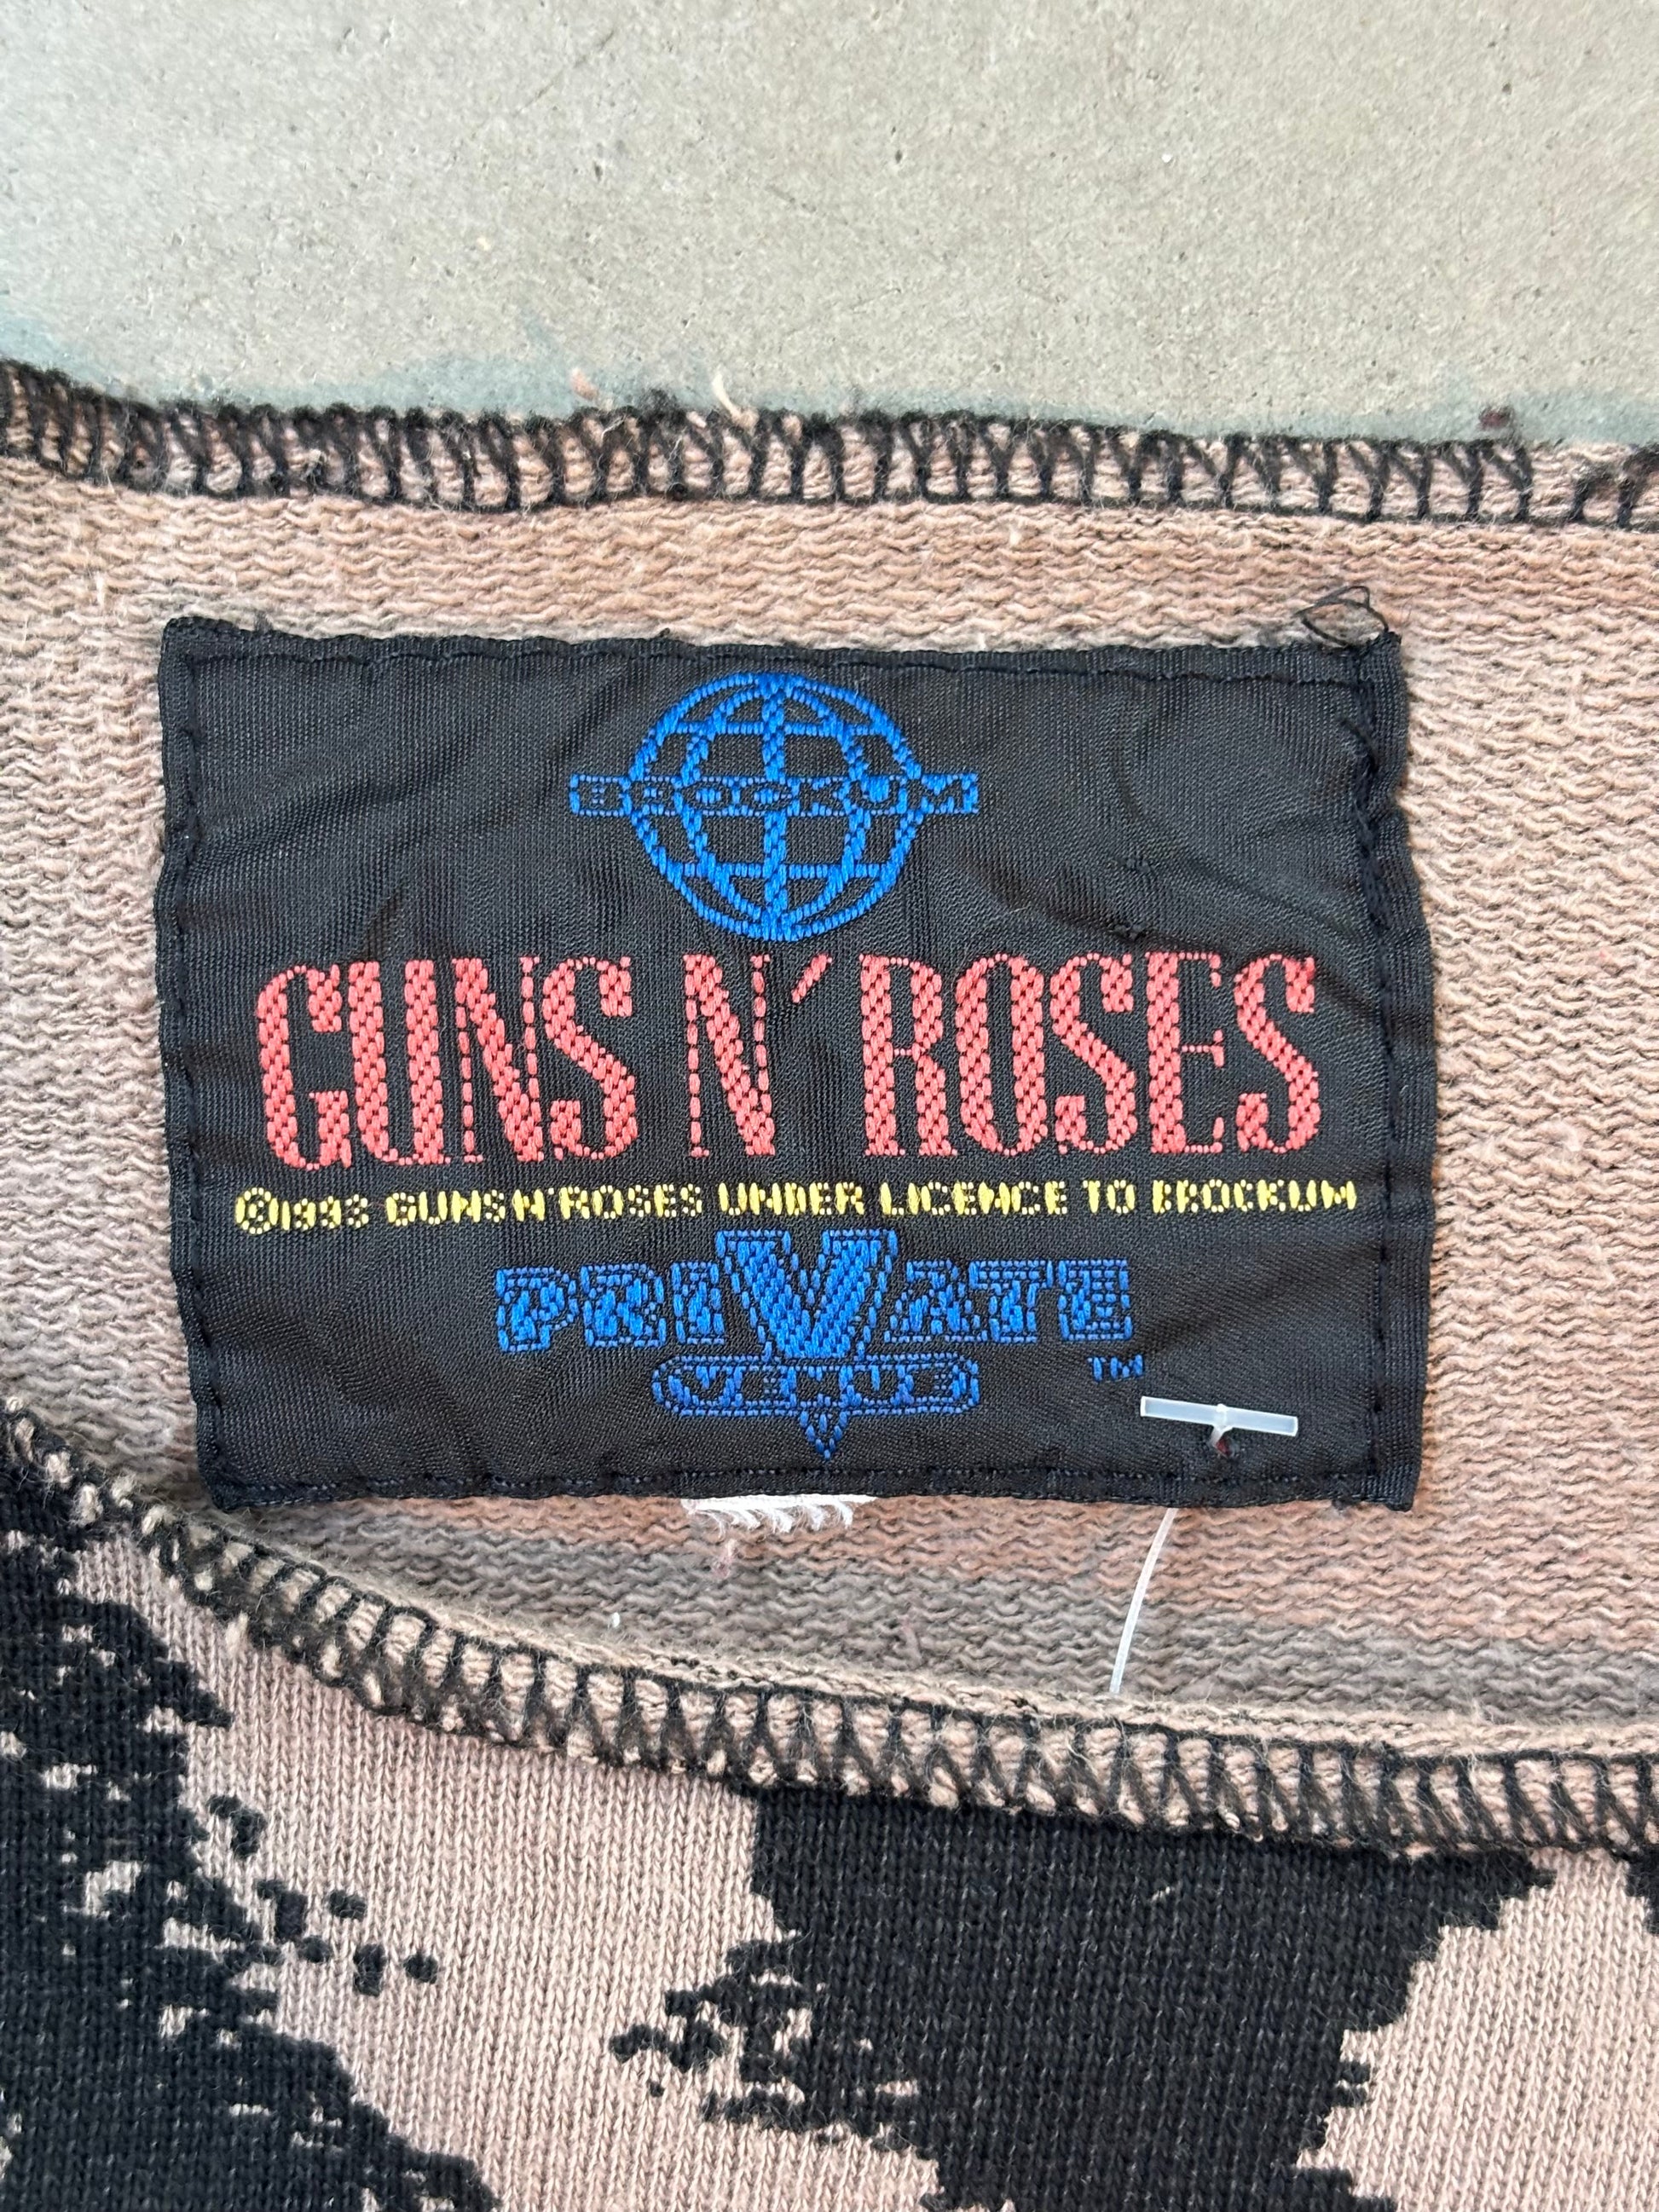 BROCKUM
GUNS N' ROSES
©1993 GUNS N' ROSES UNDER LICENCE TO BROCKUM
PRIVATE
VENUE
TM